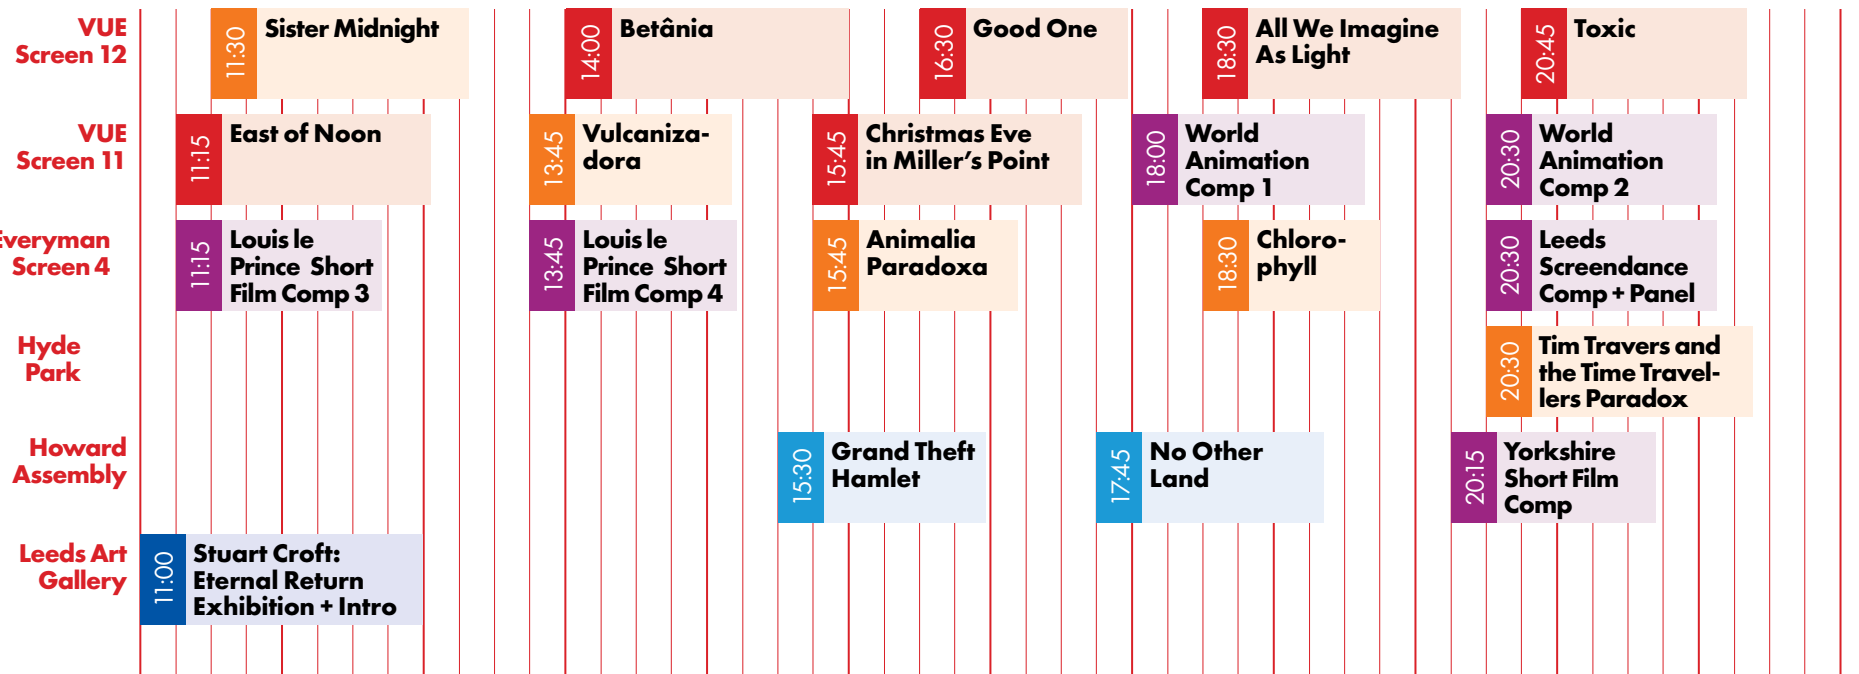 VUE
Screen 12
11:30
Sister Midnight
14:00
Betânia
16:30
Good One
18:30
All We Imagine
As Light
20:45
Toxic
VUE
Screen 11
11:15
East of Noon
13:45
Vulcaniza-
dora
15:45
Christmas Eve
in Miller's Point
18:00
World
Animation
Comp 1
20:30
World
Animation
Comp 2
Everyman
Screen 4
11:15
Louis le
Prince Short
Film Comp 3
13:45
Louis le
Prince Short
Film Comp 4
15:45
Animalia
Paradoxa
18:30
Chloro-
phyll
20:30
Leeds
Screendance
Comp + Panel
Hyde
Park
20:30
Tim Travers and
the Time Travel-
lers Paradox
Howard
Assembly
15:30
Grand Theft
Hamlet
17:45
No Other
Land
20:15
Yorkshire
Short Film
Comp
Leeds Art
Gallery
11:00
Stuart Croft:
Eternal Return
Exhibition + Intro